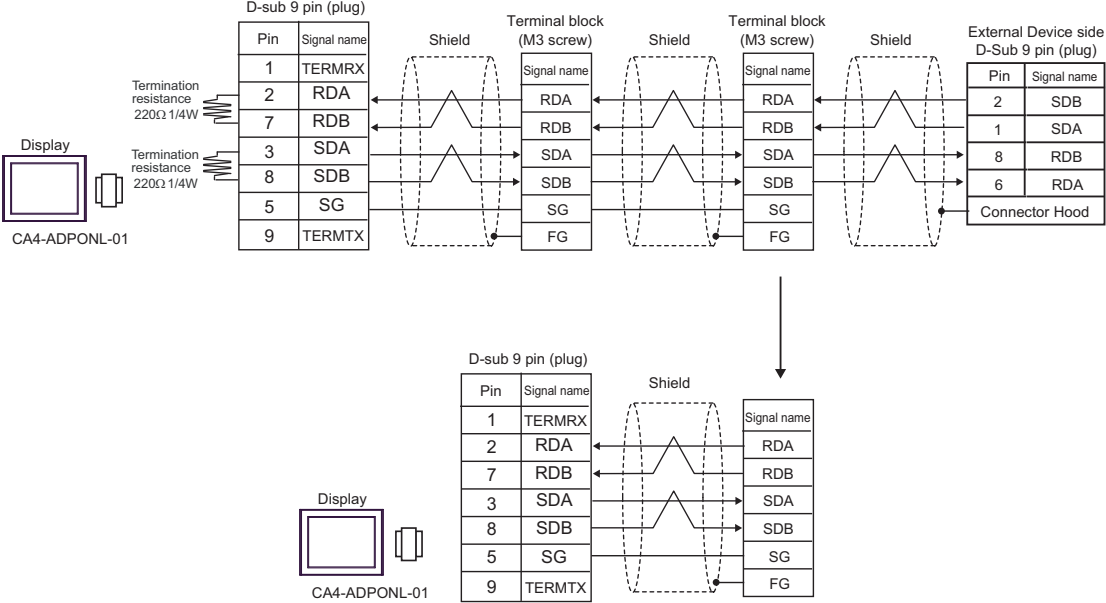 D-sub 9 pin (plug)
Pin Signal name
1 TERMRX
2 RDA
7 RDB
3 SDA
8 SDB
5 SG
9 TERMTX
Termination
resistance
220Ω 1/4W
Termination
resistance
220Ω 1/4W
Display
CA4-ADPONL-01
Shield
Terminal block
(M3 screw)
Signal name
RDA
RDB
SDA
SDB
SG
FG
Shield
Terminal block
(M3 screw)
Signal name
RDA
RDB
SDA
SDB
SG
FG
Shield
External Device side
D-Sub 9 pin (plug)
Pin Signal name
2 SDB
1 SDA
8 RDB
6 RDA
Connector Hood
D-sub 9 pin (plug)
Pin Signal name
1 TERMRX
2 RDA
7 RDB
3 SDA
8 SDB
5 SG
9 TERMTX
Display
CA4-ADPONL-01
Shield
Signal name
RDA
RDB
SDA
SDB
SG
FG